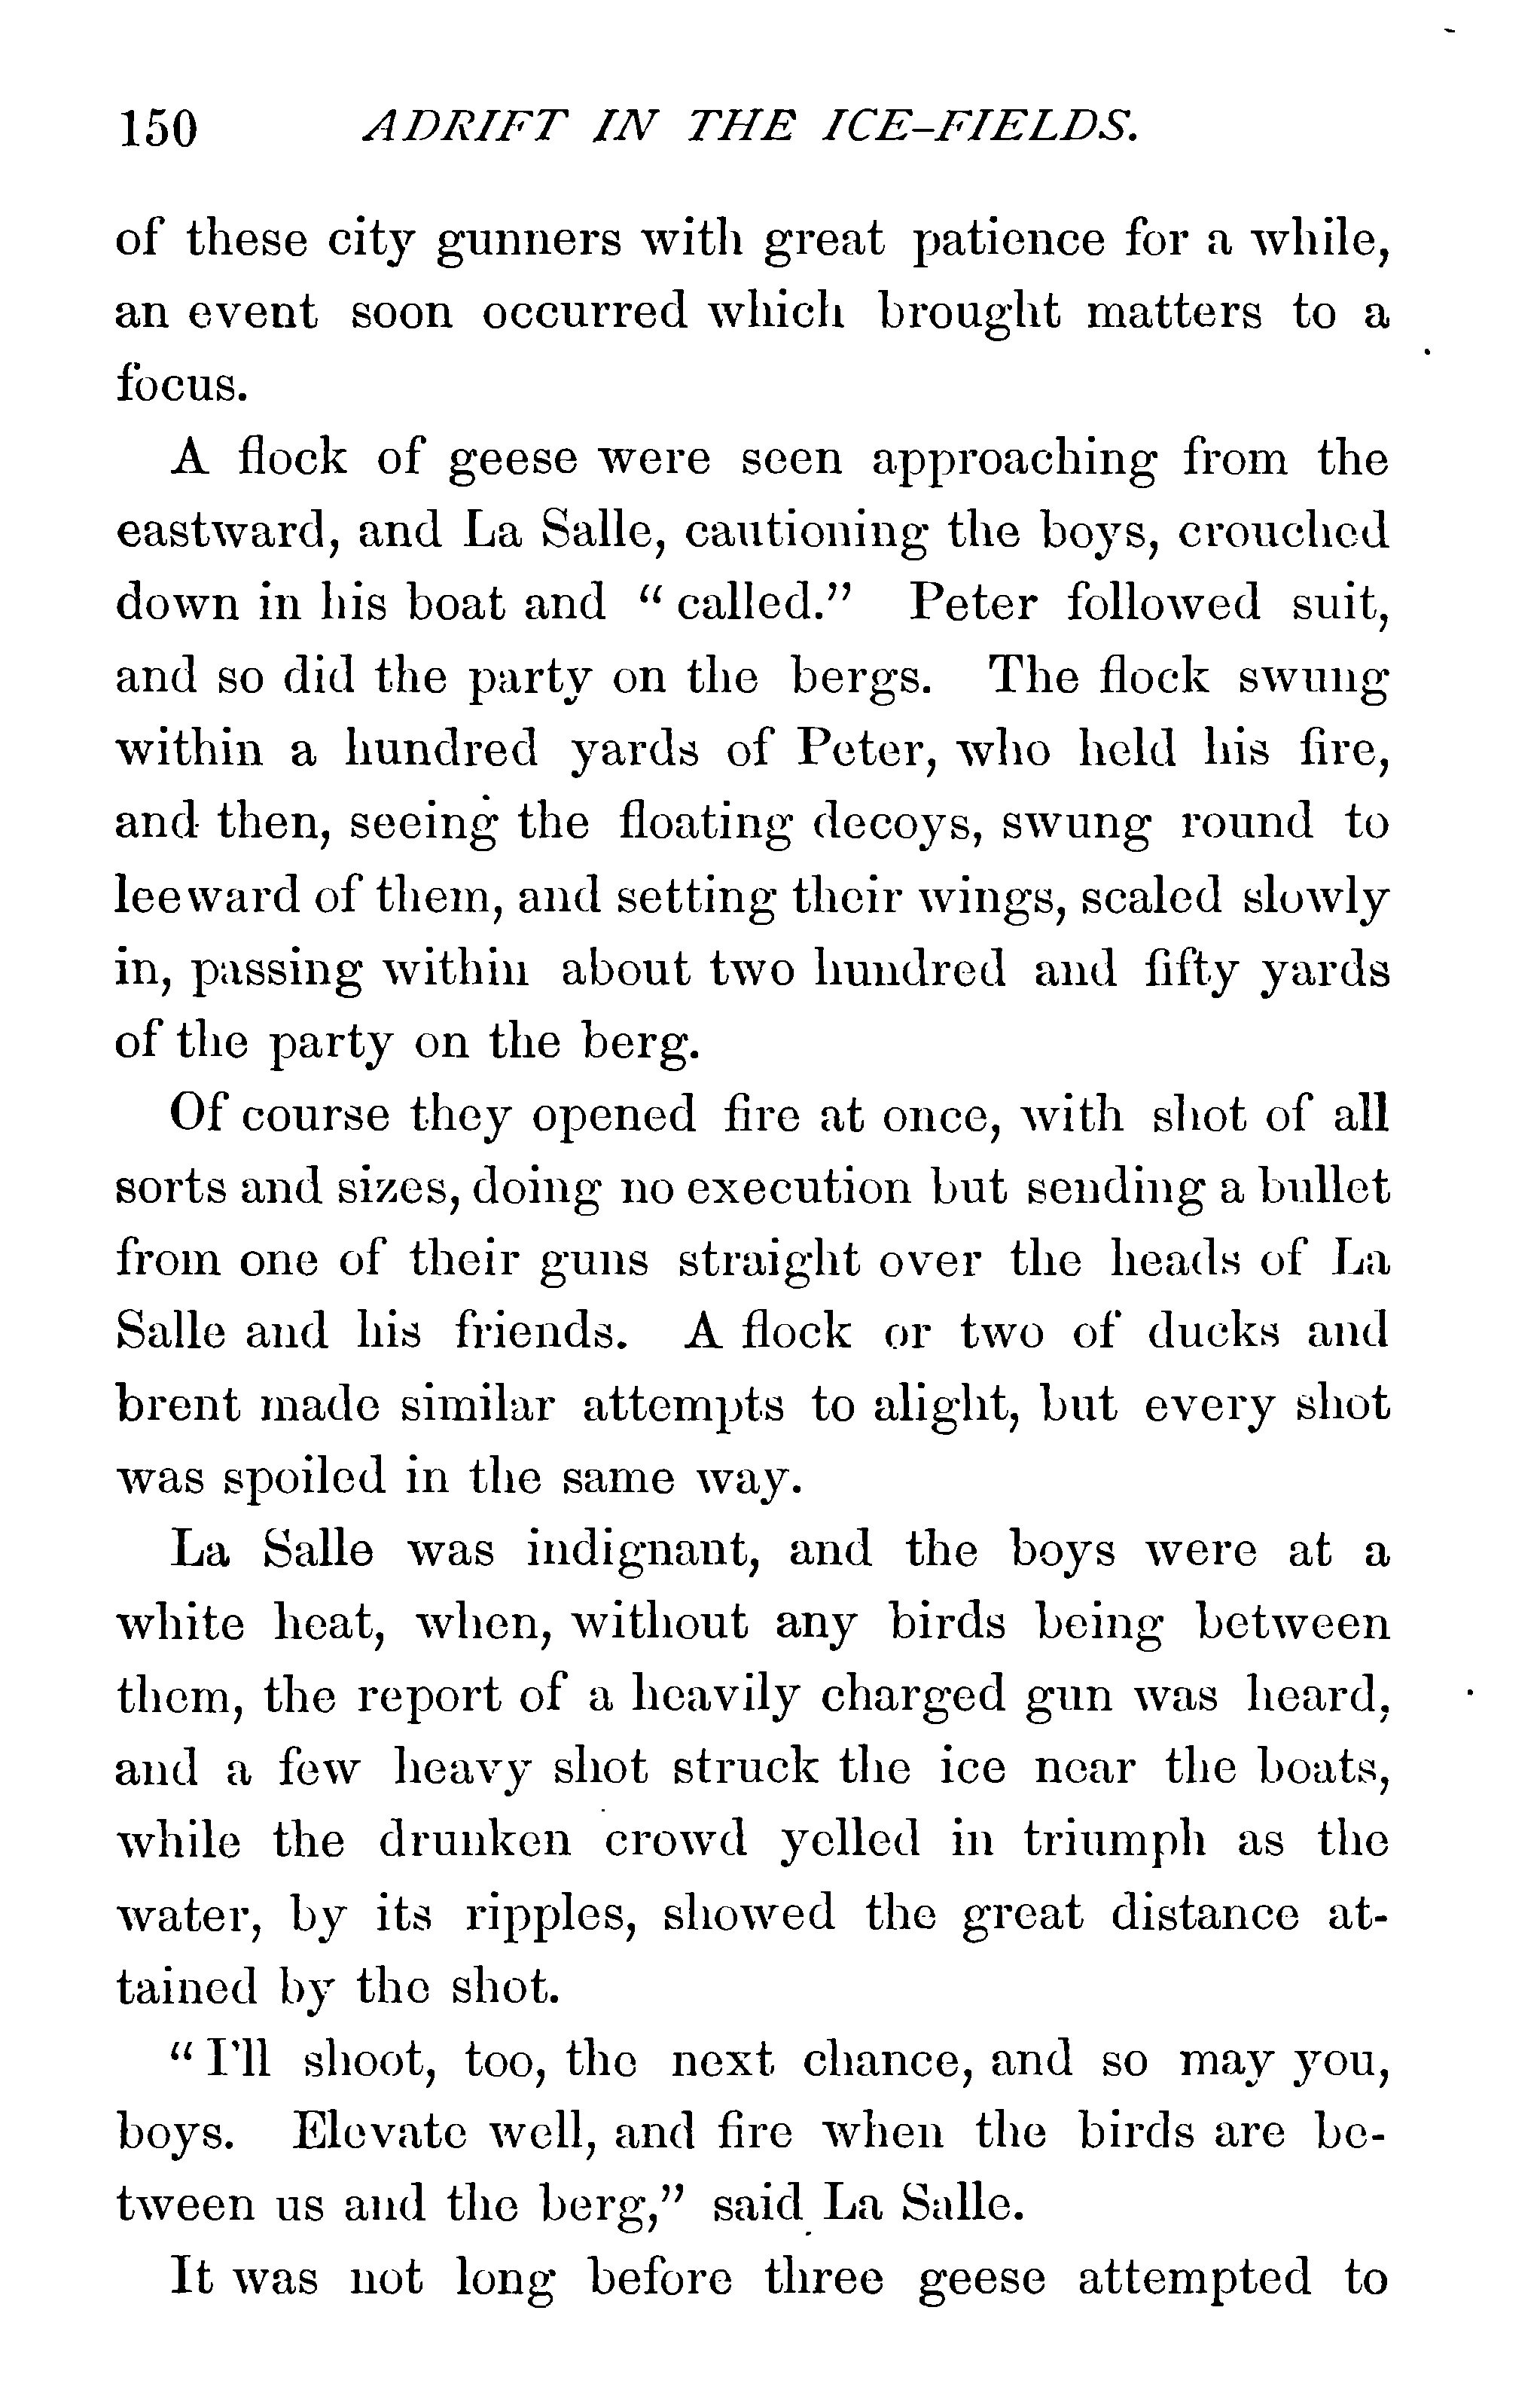 150 ADRIFT IN THE ICE-FIELDS.
of these city gunners with great patience for a while,
an event soon occurred which brought matters to a
focus.
A flock of geese were seen approaching from the
eastward, and La Salle, cautioning the boys, crouched
down in his boat and “ called.” Peter followed suit,
and so did the party on the bergs. The flock swung
within a hundred yards of Peter, who held his fire,
and then, seeing the floating decoys, swung round to
leeward of them, and setting their wings, scaled slowly
in, passing within about two hundred and fifty yards
of the party on the berg.
Of course they opened fire at once, with shot of all
sorts and sizes, doing no execution but sending a bullet
from one of their guns straight over the heads of La
Salle and his friends. A flock or two of ducks and
brent made similar attempts to alight, but every shot
was spoiled in the same way.
La Salle was indignant, and the boys were at a
white heat, when, without any birds being between
them, the report of a heavily charged gun was heard,
and a few heavy shot struck the ice near the boats,
while the drunken crowd yelled in triumph as the
water, by its ripples, showed the great distance at-
tained by the shot.
“ I’ll shoot, too, the next chance, and so may you,
boys. Elevate well, and fire when the birds are be-
tween us and the berg,” said La Salle.
It was not long before three geese attempted to